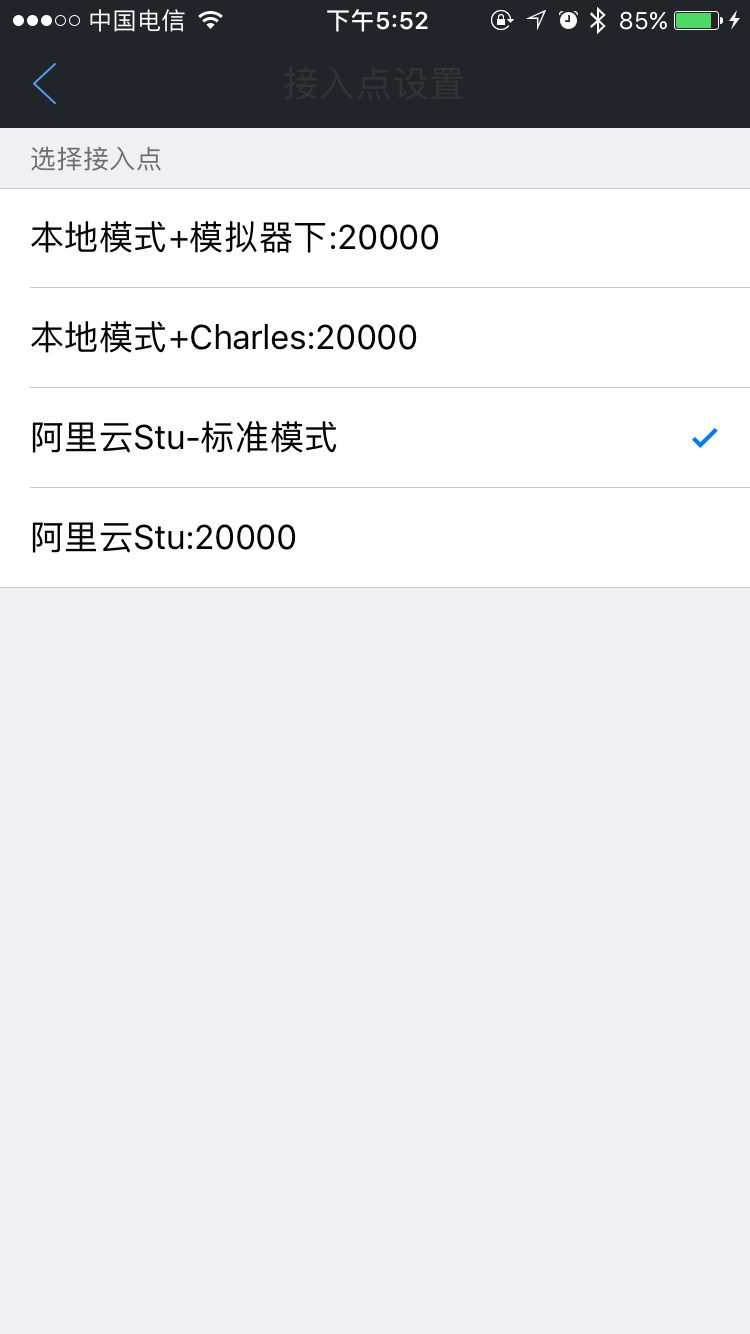 中国电信 下午5:52 85%
接入点设置
选择接入点
本地模式+模拟器下:20000
本地模式+Charles:20000
阿里云Stu-标准模式
阿里云Stu:20000